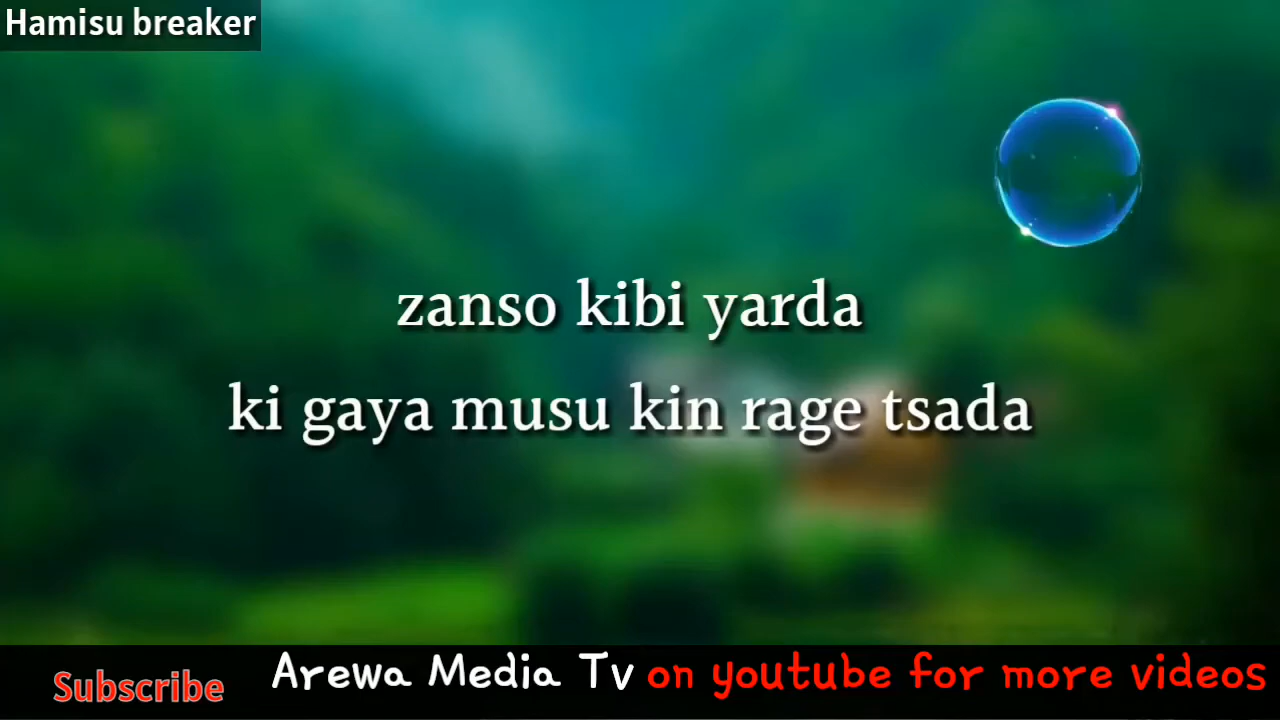 Hamisu breaker
zanso kibi yarda
ki gaya musu kin rage tsada
Subscribe Arewa Media Tv on youtube for more videos